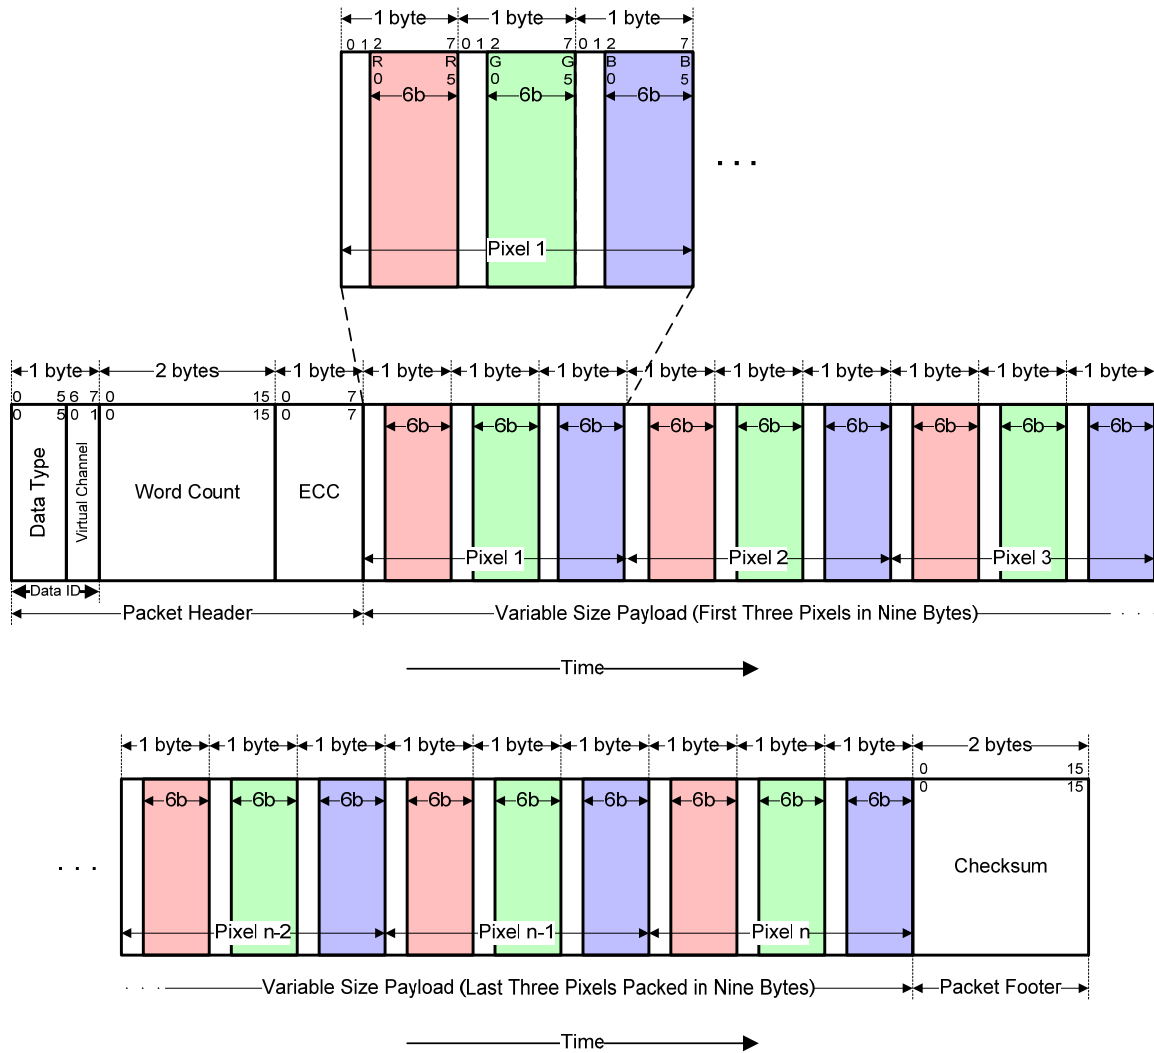 1 byte 1 byte 1 byte
0 1 2 7 0 1 2 7 0 1 2 7
R R G G B B
0 5 0 5 0 5
6b 6b 6b
. . .
Pixel 1
1 byte 2 bytes 1 byte 1 byte 1 byte 1 byte 1 byte 1 byte 1 byte 1 byte 1 byte 1 byte
0 5 6 7 0 15 0 7
0 5 0 1 0 15 0 7
6b 6b 6b 6b 6b 6b 6b 6b 6b
Data Type
Virtual Channel
Word Count
ECC
Pixel 1 Pixel 2 Pixel 3
Data ID
Packet Header Variable Size Payload (First Three Pixels in Nine Bytes) . . .
Time
1 byte 1 byte 1 byte 1 byte 1 byte 1 byte 1 byte 1 byte 1 byte 2 bytes
0 15
0 15
6b 6b 6b 6b 6b 6b 6b 6b 6b
. . . Checksum
Pixel n-2 Pixel n-1 Pixel n
. . . Variable Size Payload (Last Three Pixels Packed in Nine Bytes) Packet Footer
Time